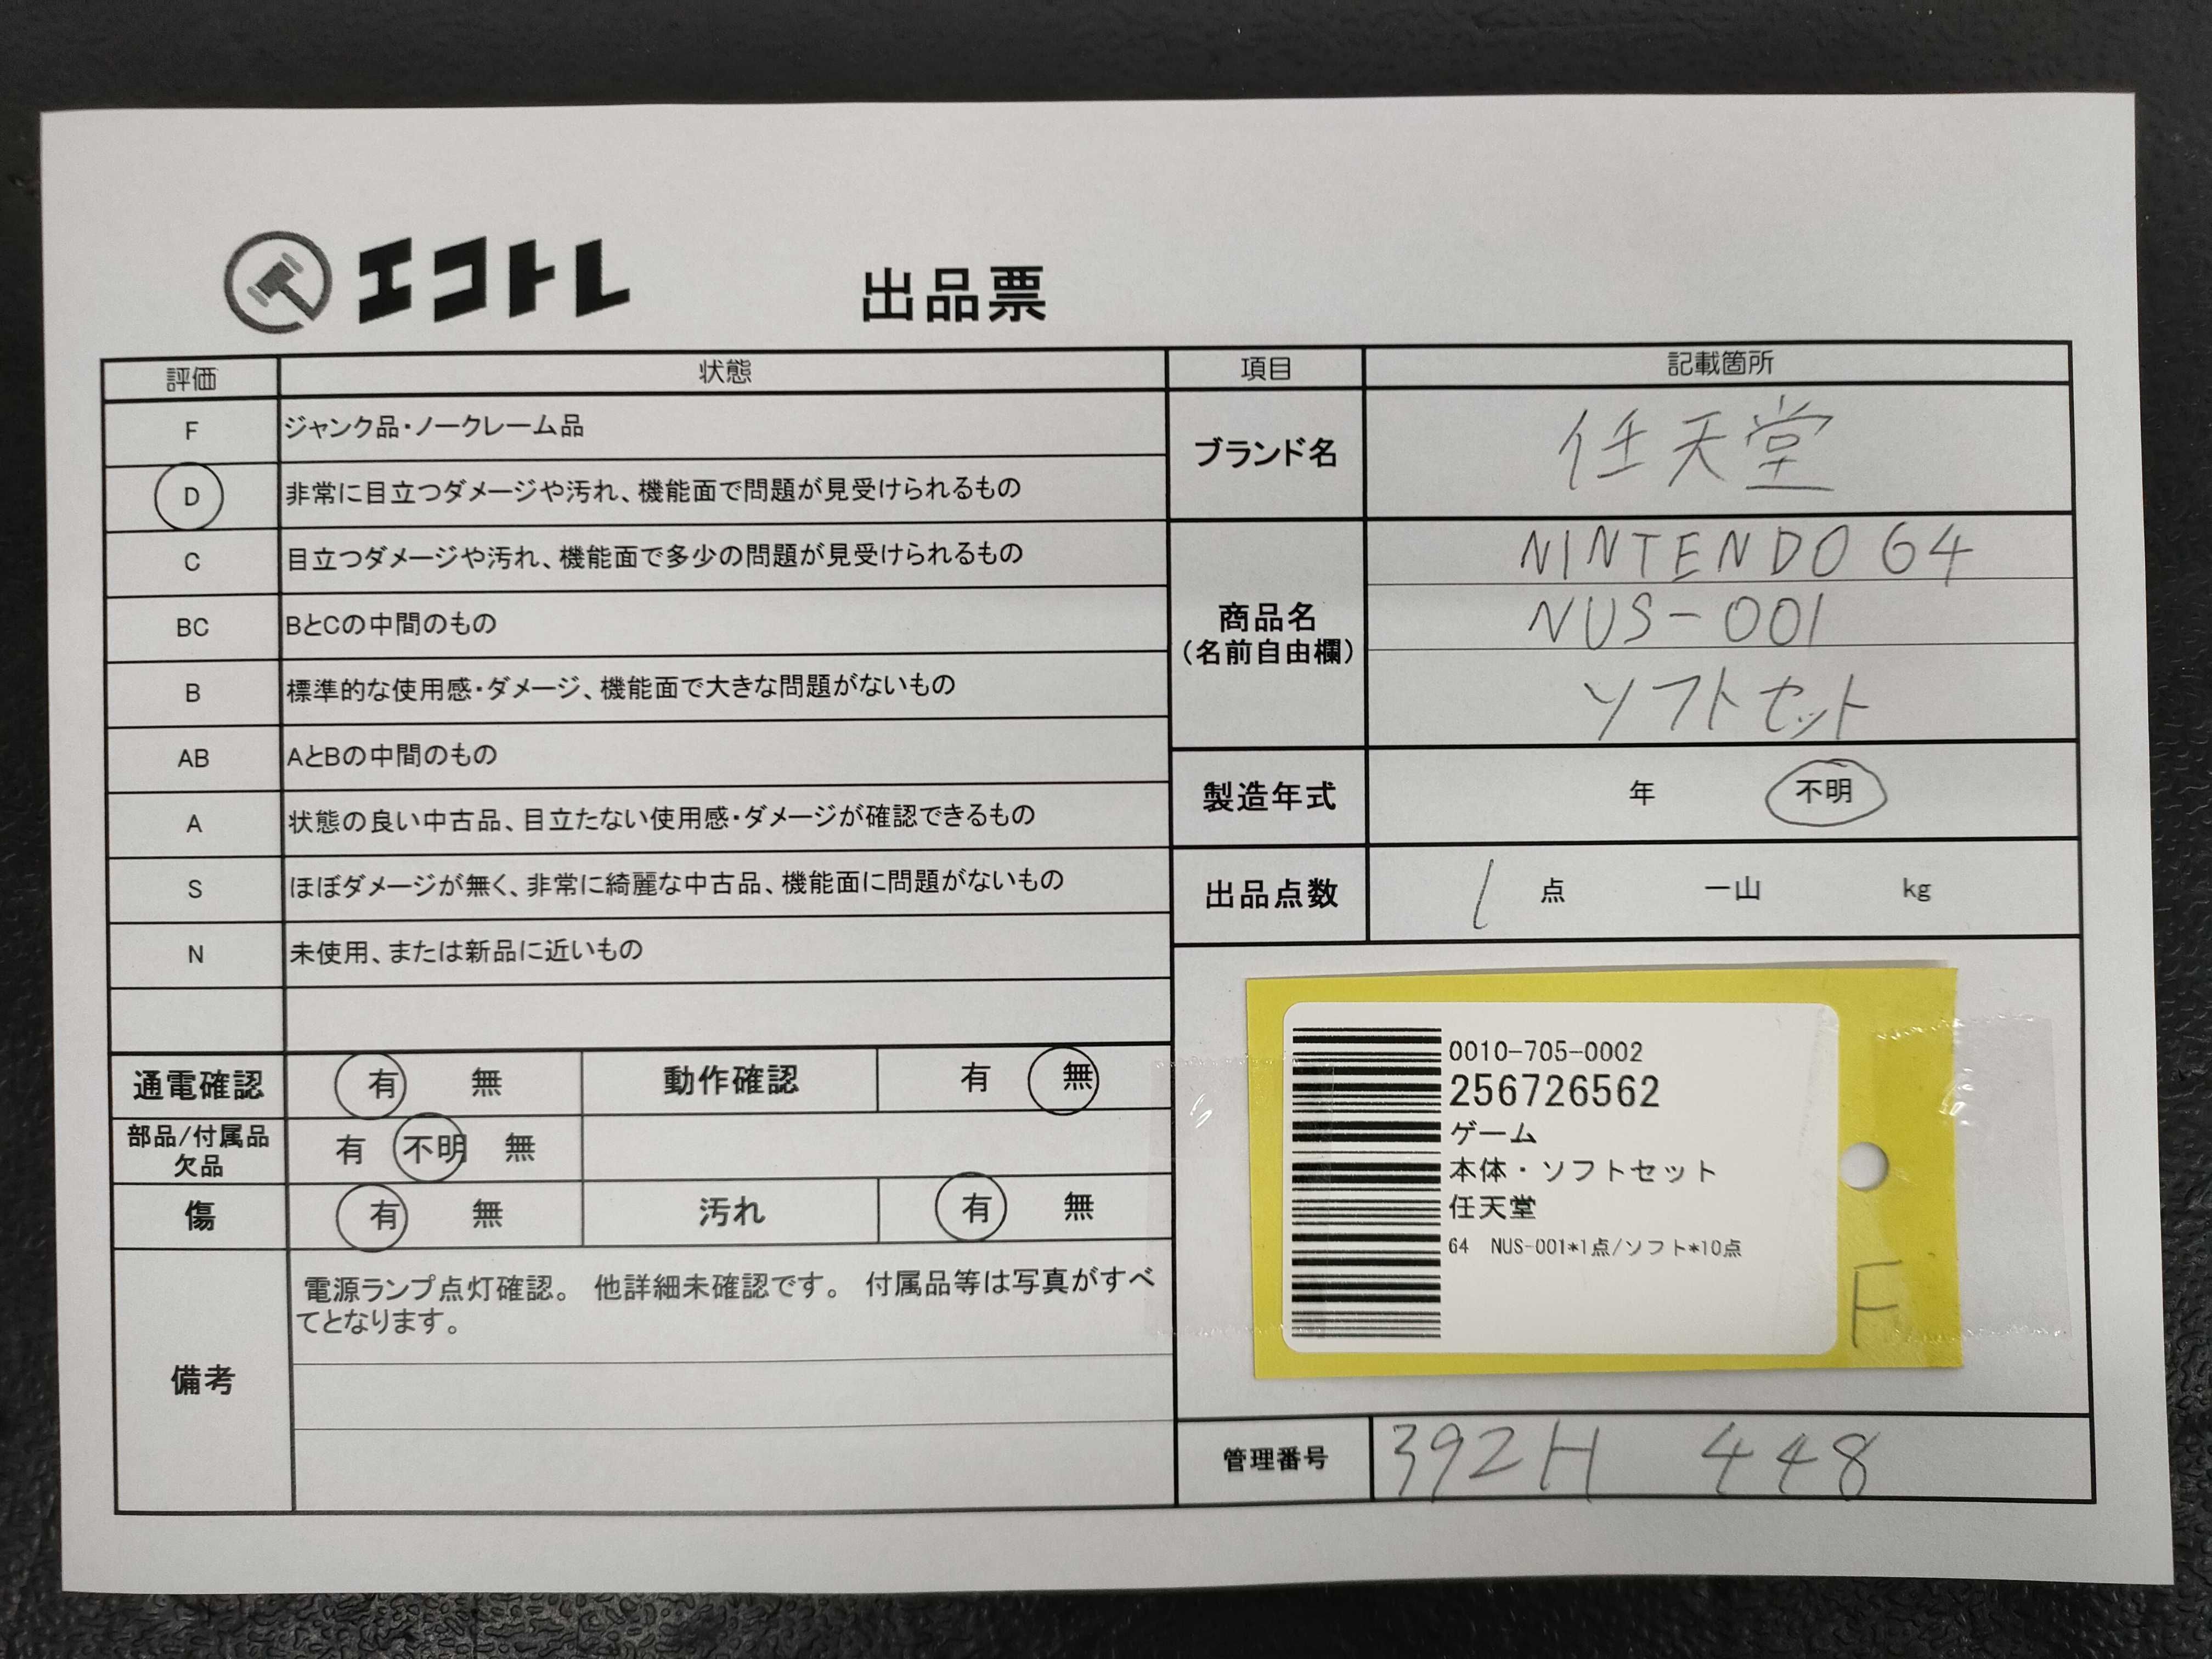 エコトレ
出品票
評価 状態
F ジャンク品・ノークレーム品
D 非常に目立つダメージや汚れ、機能面で問題が見受けられるもの
C 目立つダメージや汚れ、機能面で多少の問題が見受けられるもの
BC BとCの中間のもの
B 標準的な使用感・ダメージ、機能面で大きな問題がないもの
AB AとBの中間のもの
A 状態の良い中古品、目立たない使用感・ダメージが確認できるもの
S ほぼダメージが無く、非常に綺麗な中古品、機能面に問題がないもの
N 未使用、または新品に近いもの
通電確認 有 無 動作確認 有 無
部品/付属品
欠品
有 不明 無
傷 有 無 汚れ 有 無
備考
電源ランプ点灯確認。 他詳細未確認です。 付属品等は写真がすべ
てとなります。
項目 記載箇所
ブランド名 任天堂
商品名
(名前自由欄)
NINTENDO 64
NUS-001
ソフトセット
製造年式 年 不明
出品点数 1 点 一山 kg
0010-705-0002
256726562
ゲーム
本体・ソフトセット
任天堂
64 NUS-001*1点/ソフト*10点
F
管理番号 392H 448